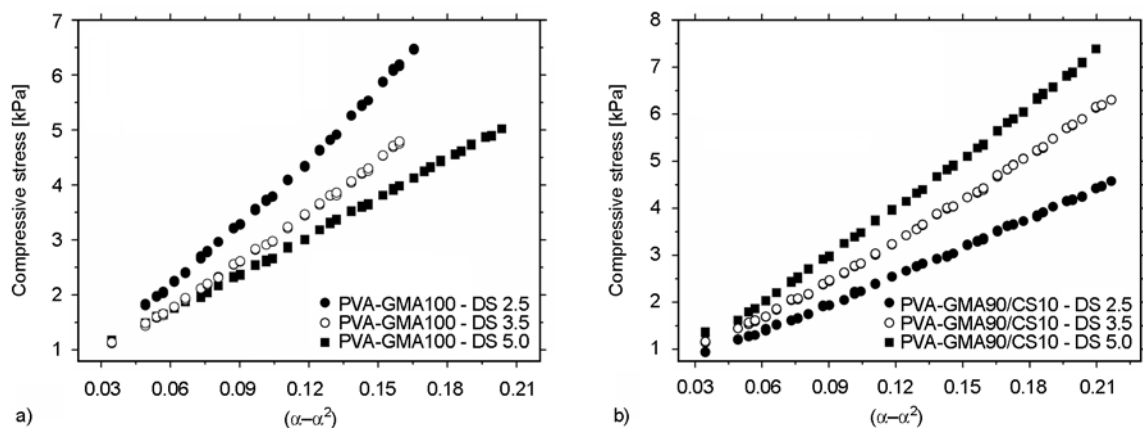 Compressive stress [kPa]
7
6
5
4
3
2
1
PVA-GMA100 - DS 2.5
PVA-GMA100 - DS 3.5
PVA-GMA100 - DS 5.0
0.03 0.06 0.09 0.12 0.15 0.18 0.21
a)
(α–α²)
Compressive stress [kPa]
8
7
6
5
4
3
2
1
PVA-GMA90/CS10 - DS 2.5
PVA-GMA90/CS10 - DS 3.5
PVA-GMA90/CS10 - DS 5.0
0.03 0.06 0.09 0.12 0.15 0.18 0.21
b)
(α–α²)